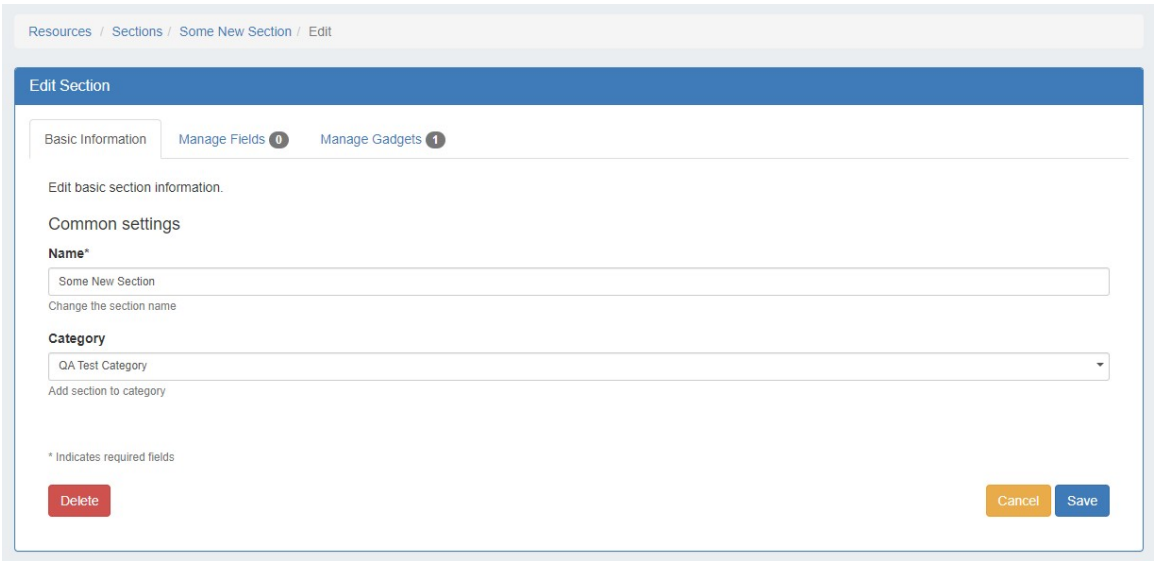 Resources / Sections / Some New Section / Edit
Edit Section
Basic Information Manage Fields 0 Manage Gadgets 1
Edit basic section information.
Common settings
Name*
Some New Section
Change the section name
Category
QA Test Category
Add section to category
* Indicates required fields
Delete Cancel Save